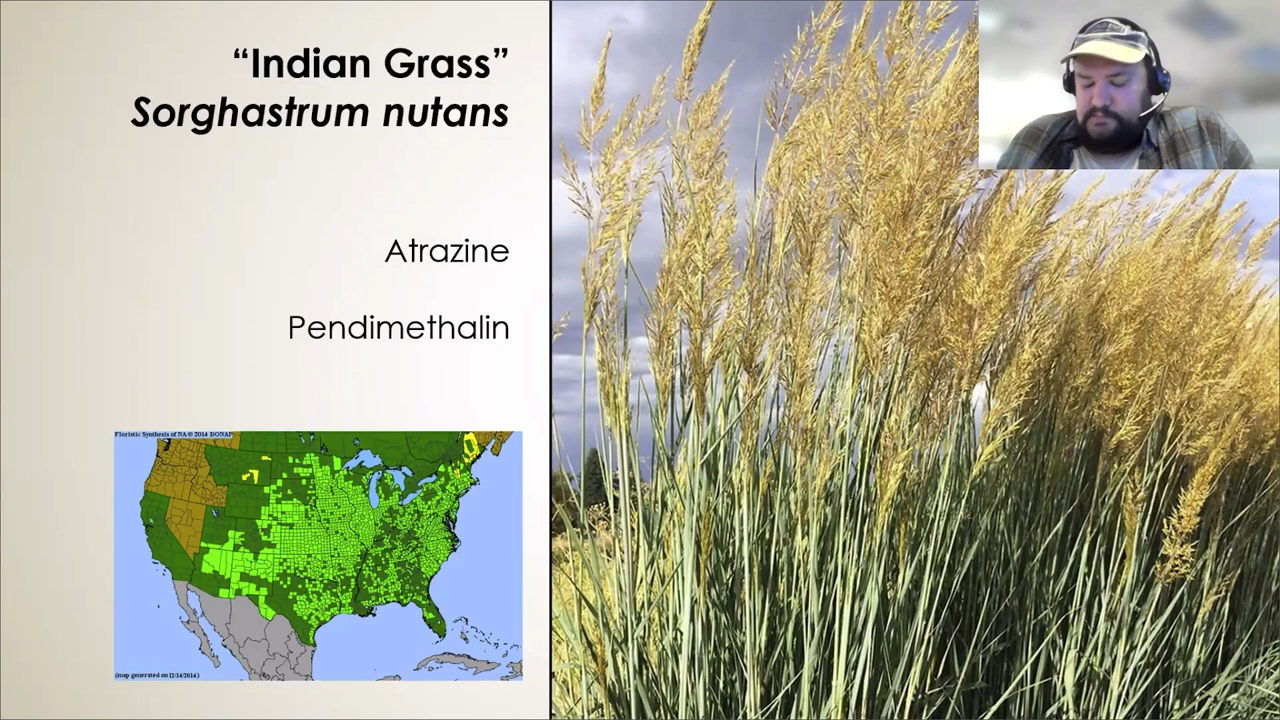 “Indian Grass”
Sorghastrum nutans
Atrazine
Pendimethalin
Floristic Synthesis of NA © 2014 BONAP
(map generated on 12/14/2014)